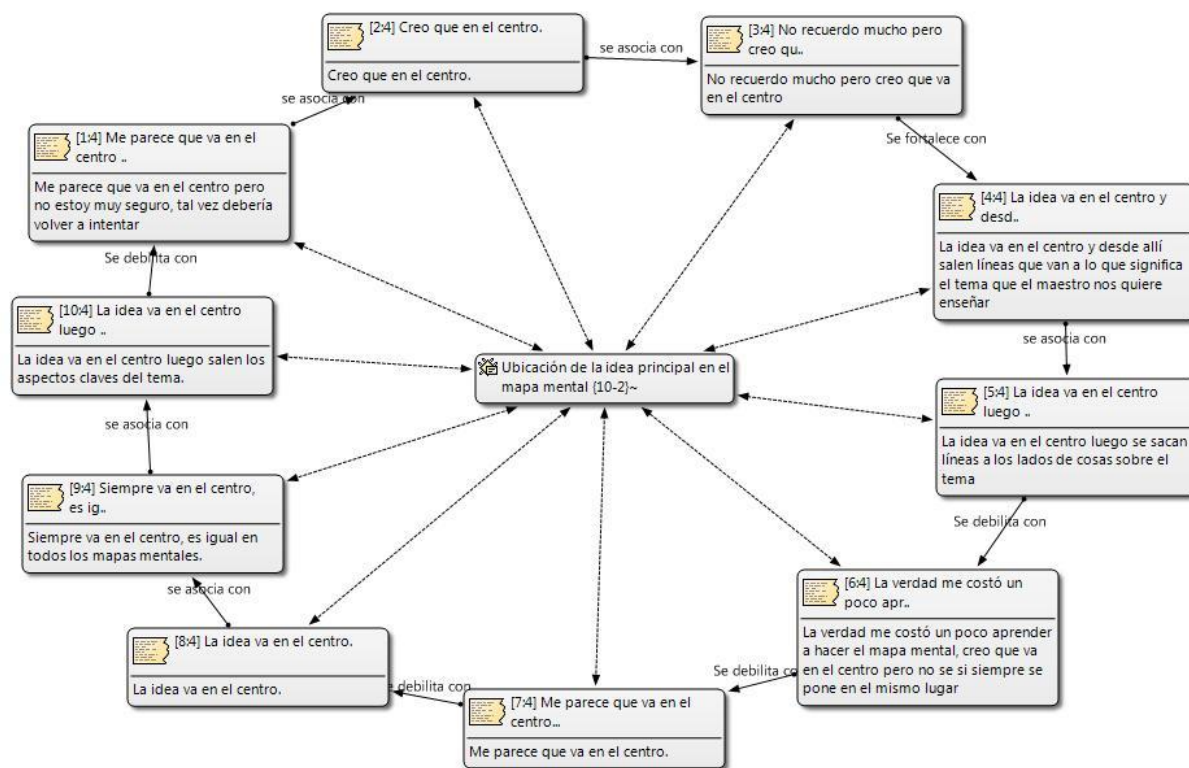 [2:4] Creo que en el centro.
Creo que en el centro.
se asocia con
[3:4] No recuerdo mucho pero
creo qu..
No recuerdo mucho pero creo que va
en el centro
se asocia con
[1:4] Me parece que va en el
centro ..
Me parece que va en el centro pero
no estoy muy seguro, tal vez debería
volver a intentar
Se fortalece con
[4:4] La idea va en el centro y
desd..
La idea va en el centro y desde allí
salen líneas que van a lo que significa
el tema que el maestro nos quiere
enseñar
Se debilita con
[10:4] La idea va en el centro
luego ..
La idea va en el centro luego salen los
aspectos claves del tema.
se asocia con
Ubicación de la idea principal en el
mapa mental {10-2}~
[5:4] La idea va en el centro
luego ..
La idea va en el centro luego se sacan
líneas a los lados de cosas sobre el
tema
se asocia con
[9:4] Siempre va en el centro,
es ig..
Siempre va en el centro, es igual en
todos los mapas mentales.
Se debilita con
[6:4] La verdad me costó un
poco apr..
La verdad me costó un poco aprender
a hacer el mapa mental, creo que va
en el centro pero no se si siempre se
pone en el mismo lugar
se asocia con
[8:4] La idea va en el centro.
La idea va en el centro.
Se debilita co
e debilita con
[7:4] Me parece que va en el
centro...
Me parece que va en el centro.